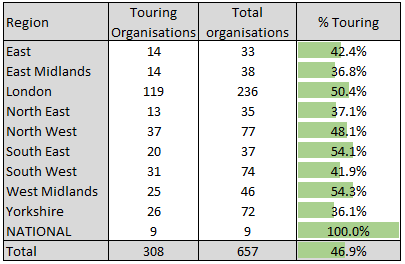 Region Touring Organisations Total organisations % Touring
East 14 33 42.4%
East Midlands 14 38 36.8%
London 119 236 50.4%
North East 13 35 37.1%
North West 37 77 48.1%
South East 20 37 54.1%
South West 31 74 41.9%
West Midlands 25 46 54.3%
Yorkshire 26 72 36.1%
NATIONAL 9 9 100.0%
Total 308 657 46.9%